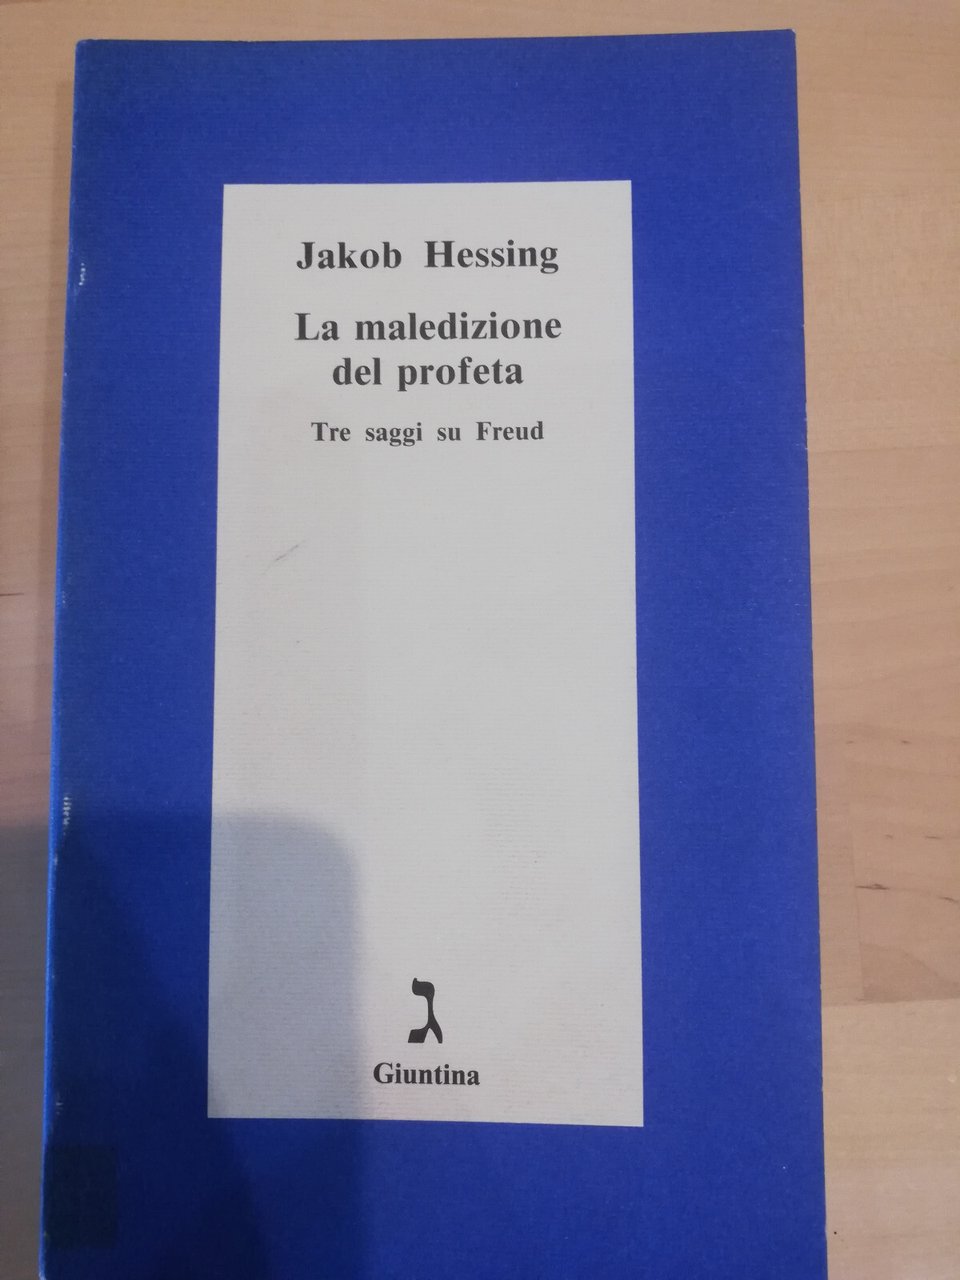 Jakob Hessing
La maledizione
del profeta
Tre saggi su Freud
ג
Giuntina